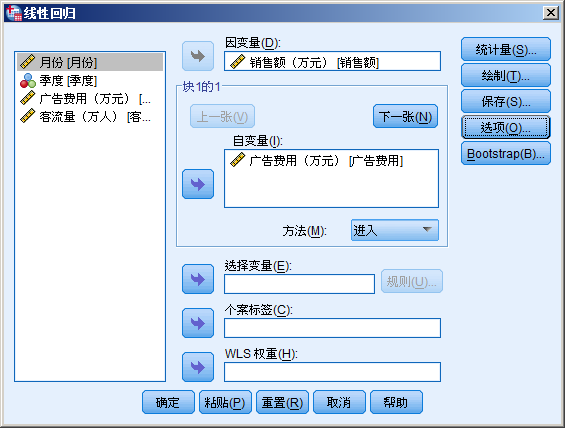 线性回归
月份 [月份]
季度 [季度]
广告费用（万元） [...
客流量（万人） [客...
因变量(D):
销售额（万元） [销售额]
块1的1
上一张(V)
下一张(N)
自变量(I):
广告费用（万元） [广告费用]
方法(M):
进入
选择变量(E):
规则(U)...
个案标签(C):
WLS 权重(H):
统计量(S)...
绘制(T)...
保存(S)...
选项(O)...
Bootstrap(B)...
确定
粘贴(P)
重置(R)
取消
帮助